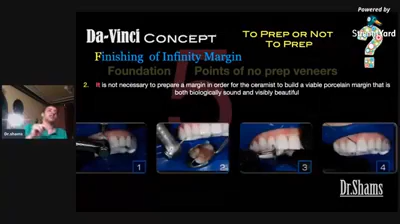 Powered by
StreamYard
Da-Vinci CONCEPT
TO PREP OR NOT
TO PREP
Finishing of Infinity Margin
Foundation Points of no prep veneers
5
2. It is not necessary to prepare a margin in order for the ceramist to build a viable porcelain margin that is
both biologically sound and visibly beautiful
Dr.shams
1
2
3
4
Dr.Shams